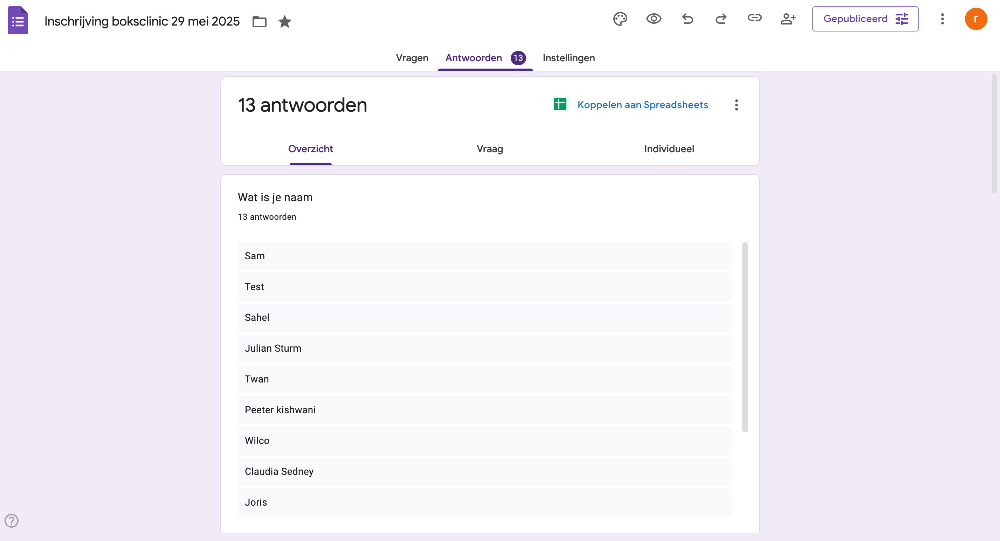 Inschrijving boksclinic 29 mei 2025
Gepubliceerd
r
Vragen
Antwoorden 13
Instellingen
13 antwoorden
Koppelen aan Spreadsheets
Overzicht
Vraag
Individueel
Wat is je naam
13 antwoorden
Sam
Test
Sahel
Julian Sturm
Twan
Peeter kishwani
Wilco
Claudia Sedney
Joris